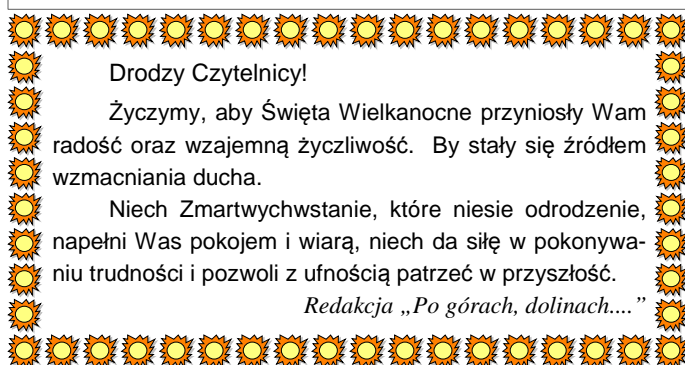 Drodzy Czytelnicy!
Życzymy, aby Święta Wielkanocne przyniosły Wam
radość oraz wzajemną życzliwość. By stały się źródłem
wzmacniania ducha.
Niech Zmartwychwstanie, które niesie odrodzenie,
napełni Was pokojem i wiarą, niech da siłę w pokonywa-
niu trudności i pozwoli z ufnością patrzeć w przyszłość.
Redakcja „Po górach, dolinach....”